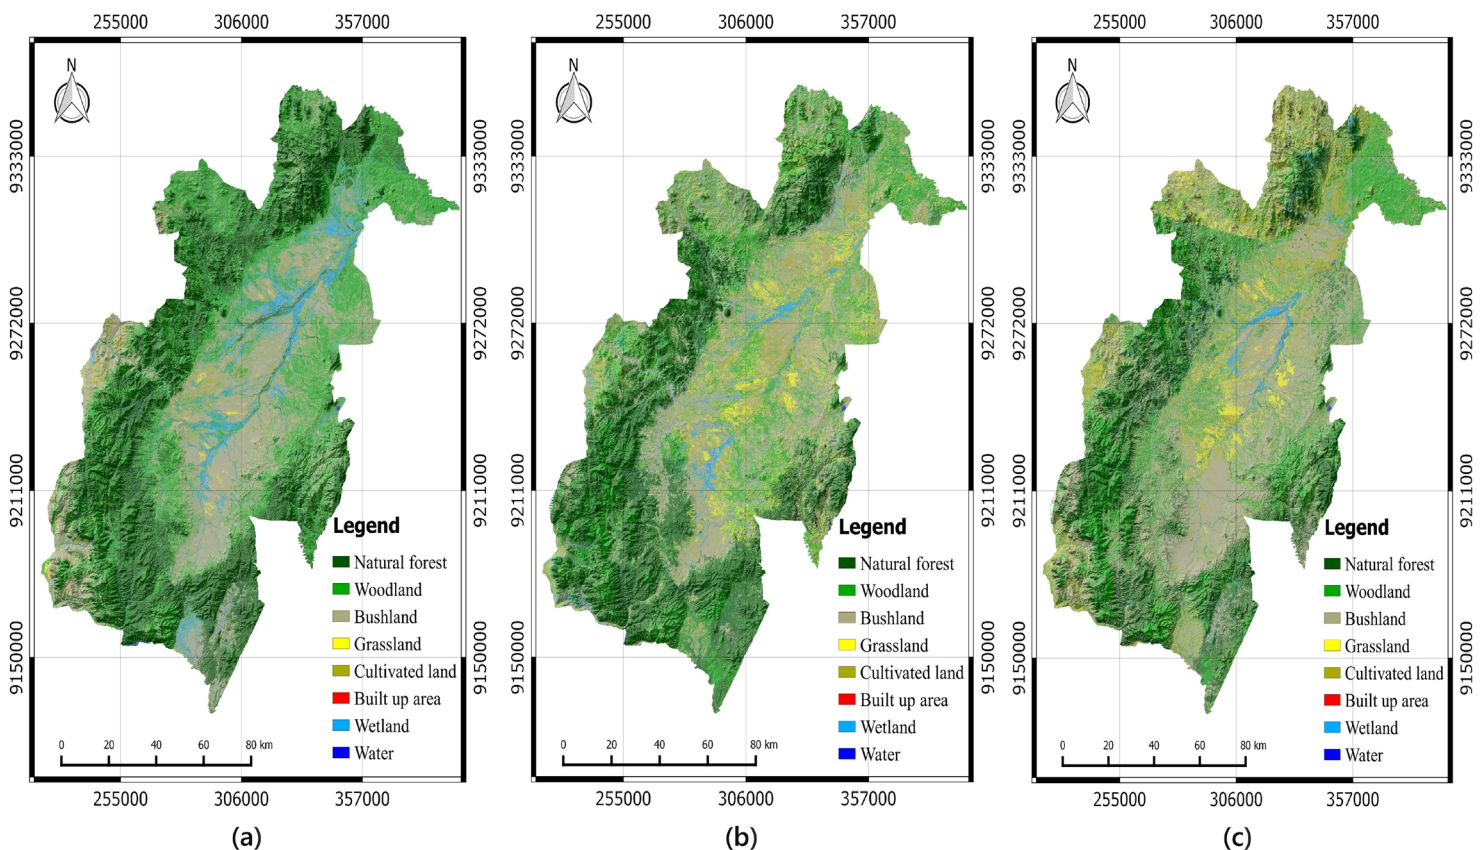 255000 306000 357000
255000 306000 357000
255000 306000 357000
N
N
N
9333000
9333000
9333000
9333000
9272000
9272000
9272000
9272000
9211000
9211000
9211000
9211000
9150000
9150000
9150000
9150000
Legend
Natural forest
Woodland
Bushland
Grassland
Cultivated land
Built up area
Wetland
Water
0 20 40 60 80 km
Legend
Natural forest
Woodland
Bushland
Grassland
Cultivated land
Built up area
Wetland
Water
0 20 40 60 80 km
Legend
Natural forest
Woodland
Bushland
Grassland
Cultivated land
Built up area
Wetland
Water
0 20 40 60 80 km
255000 306000 357000
255000 306000 357000
255000 306000 357000
(a)
(b)
(c)